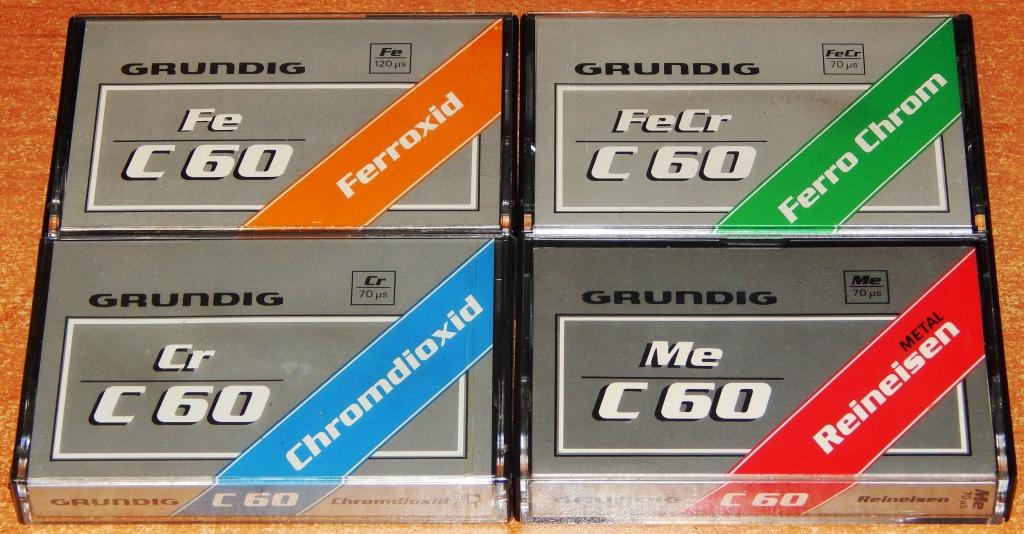 GRUNDIG
Fe
120 µs
Fe
C 60
Ferroxid
GRUNDIG
FeCr
70 µs
FeCr
C 60
Ferro Chrom
GRUNDIG
Cr
70 µs
Cr
C 60
Chromdioxid
GRUNDIG C 60 Chromdioxid
GRUNDIG
Me
70 µs
Me
C 60
METAL
Reineisen
GRUNDIG C 60 Reineisen
Me
70 µs